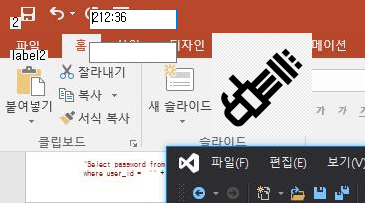 2
212:36
파일
홈
디자인
label2
잘라내기
붙여넣기
복사
서식 복사
새 슬라이드
가 가
클립보드
슬라이드
파일(F) 편집(E) 보기(V)
"Select password from
where user_id = '' +